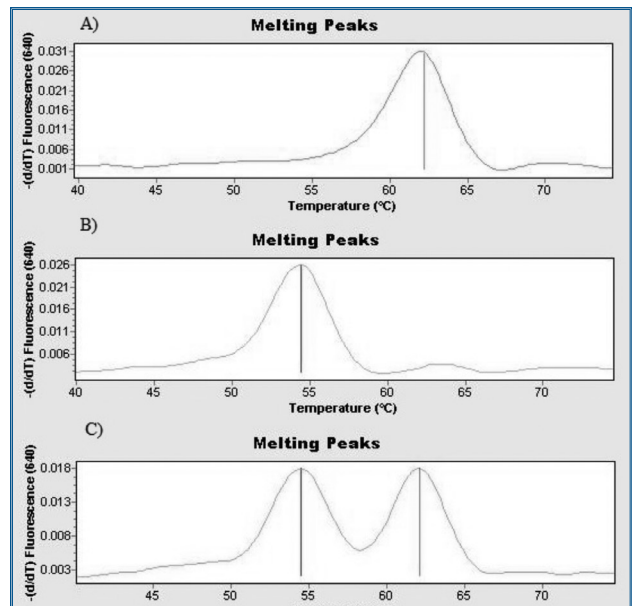 A)
Melting Peaks
-(d/dT) Fluorescence (640)
0.031
0.026
0.021
0.016
0.011
0.006
0.001
40 45 50 55 60 65 70
Temperature (°C)
B)
Melting Peaks
-(d/dT) Fluorescence (640)
0.026
0.021
0.016
0.011
0.006
40 45 50 55 60 65 70
Temperature (°C)
C)
Melting Peaks
-(d/dT) Fluorescence (640)
0.018
0.013
0.008
0.003
45 50 55 60 65 70